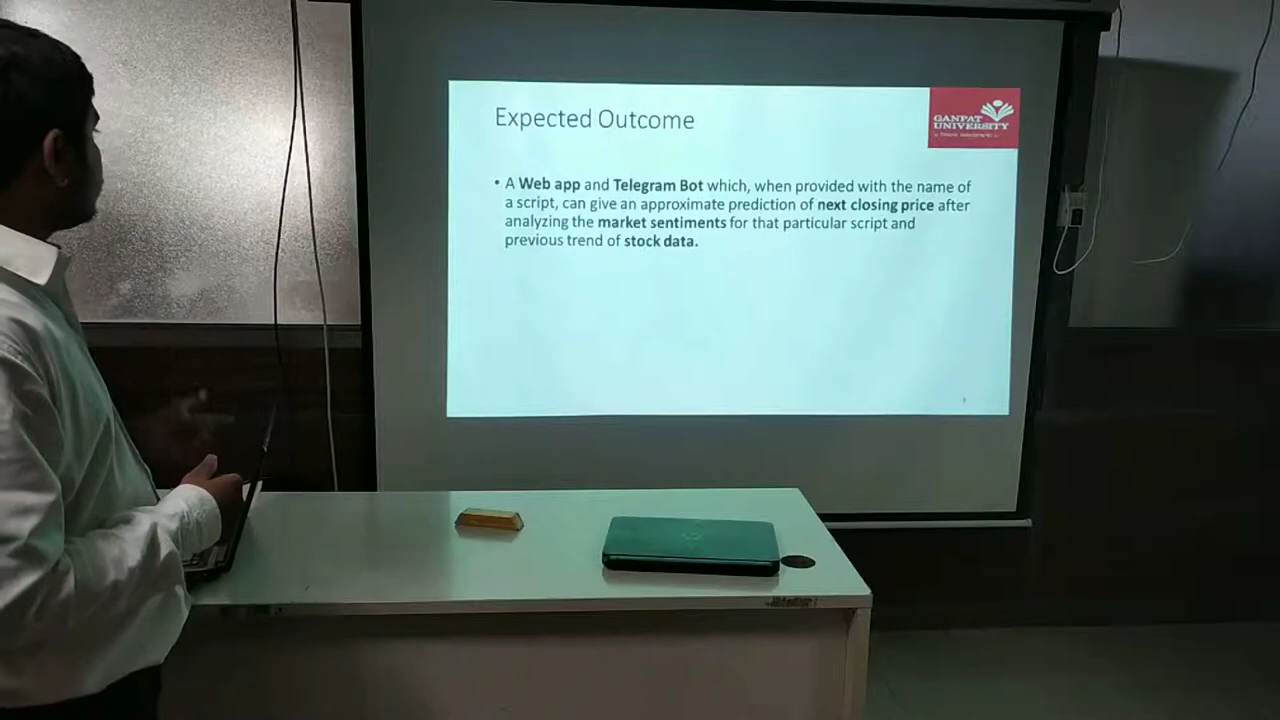 Expected Outcome
GANPAT
UNIVERSITY
• A Web app and Telegram Bot which, when provided with the name of
a script, can give an approximate prediction of next closing price after
analyzing the market sentiments for that particular script and
previous trend of stock data.